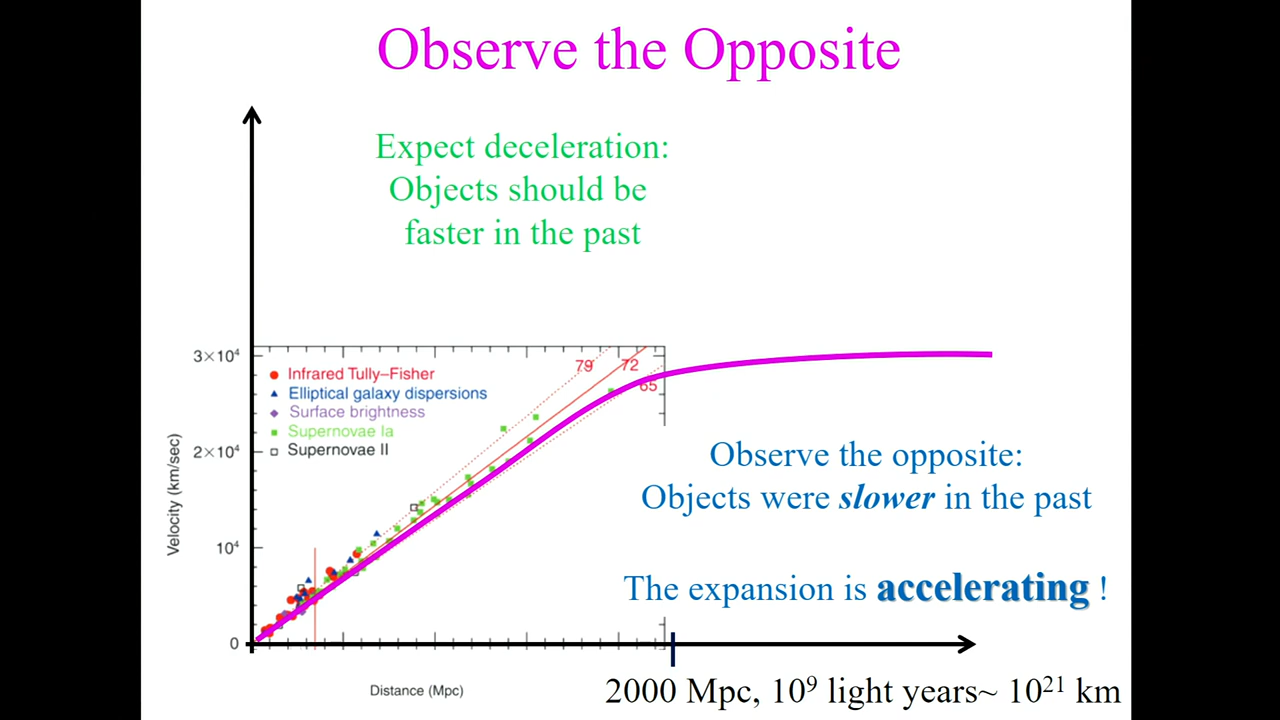 Observe the Opposite
Expect deceleration:
Objects should be
faster in the past
3×10⁴
2×10⁴
10⁴
0
Velocity (km/sec)
Infrared Tully–Fisher
Elliptical galaxy dispersions
Surface brightness
Supernovae Ia
Supernovae II
79
72
65
Observe the opposite:
Objects were slower in the past
The expansion is accelerating !
Distance (Mpc)
2000 Mpc, 10⁹ light years~ 10²¹ km